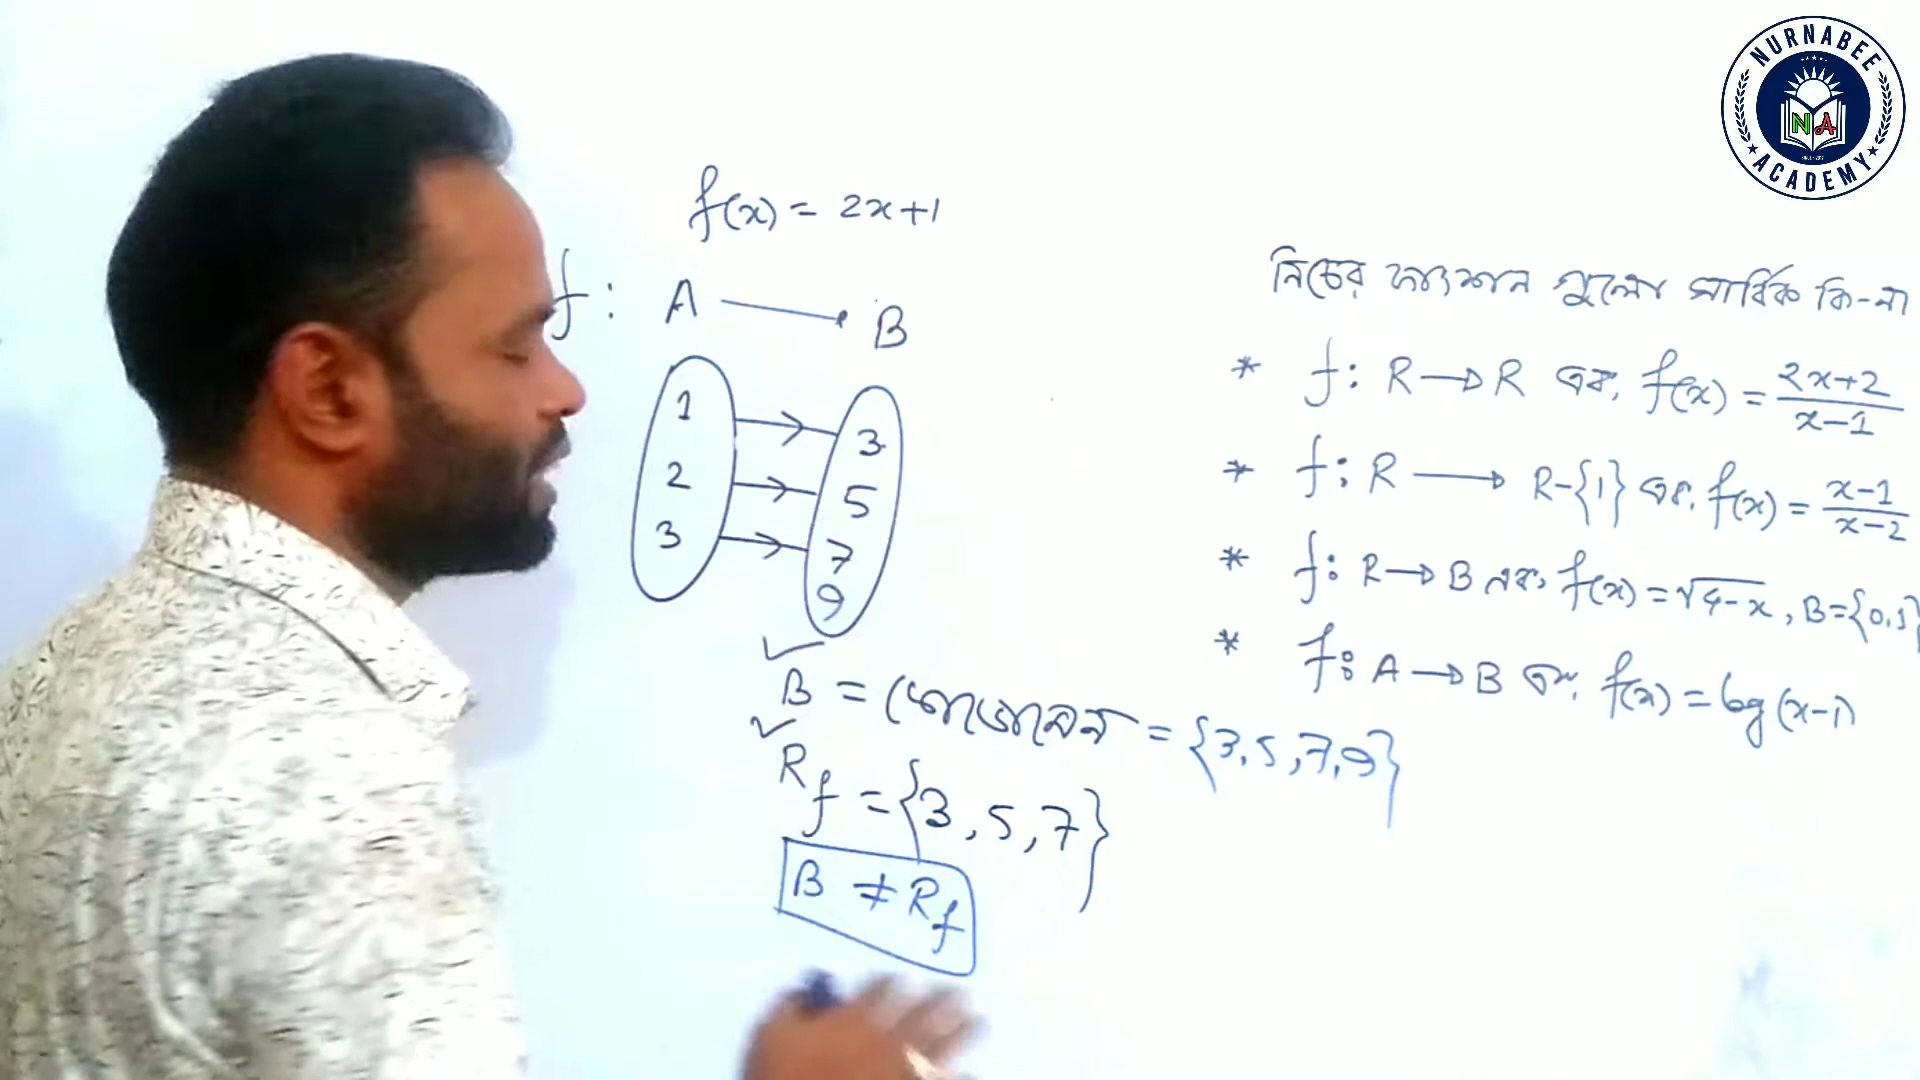 NURNABEE ACADEMY
NA
f(x) = 2x+1
f : A → B
1 2 3
3 5 7 9
B = কোডোমেন = {3, 5, 7, 9}
R_f = {3, 5, 7}
B ≠ R_f
নিচের ফাংশন গুলো সার্বিক কি-না
* f: R → R এবং, f(x) = (2x+2)/(x-1)
* f: R → R-{1} এবং, f(x) = (x-1)/(x-2)
* f: R → B এবং, f(x) = √(4-x), B={0,
* f: A → B এবং, f(x) = log(x-1)